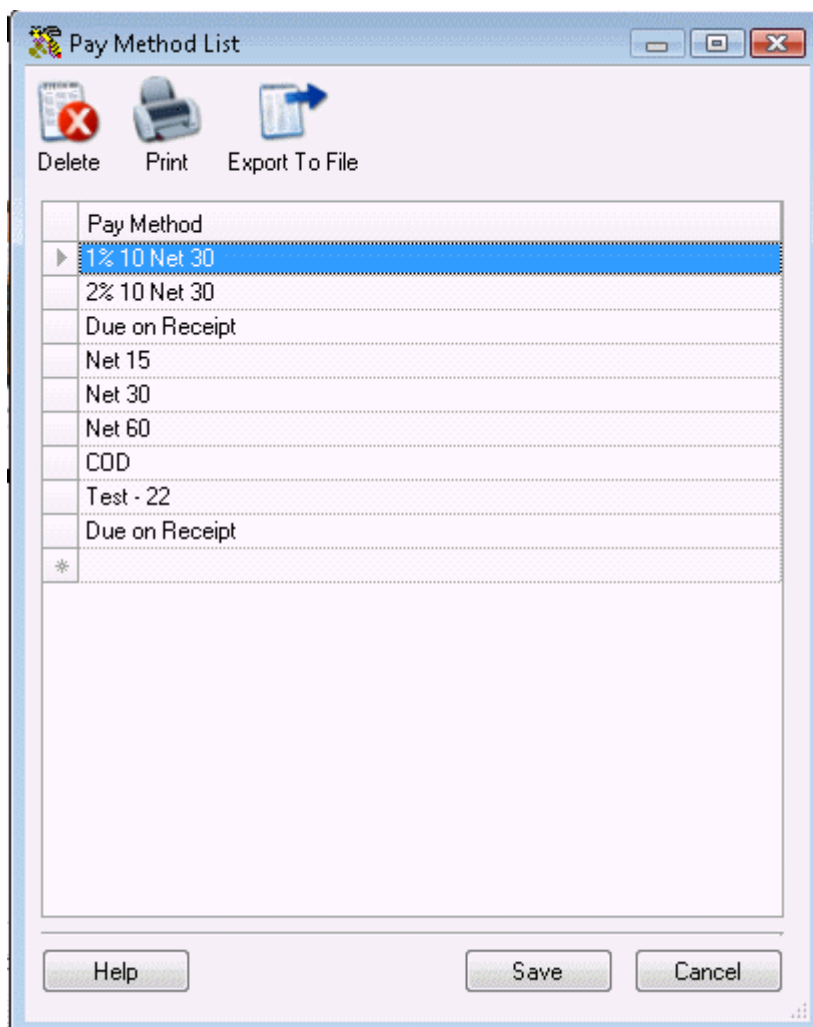 Pay Method List
Delete Print Export To File
Pay Method
1% 10 Net 30
2% 10 Net 30
Due on Receipt
Net 15
Net 30
Net 60
COD
Test - 22
Due on Receipt
Help Save Cancel